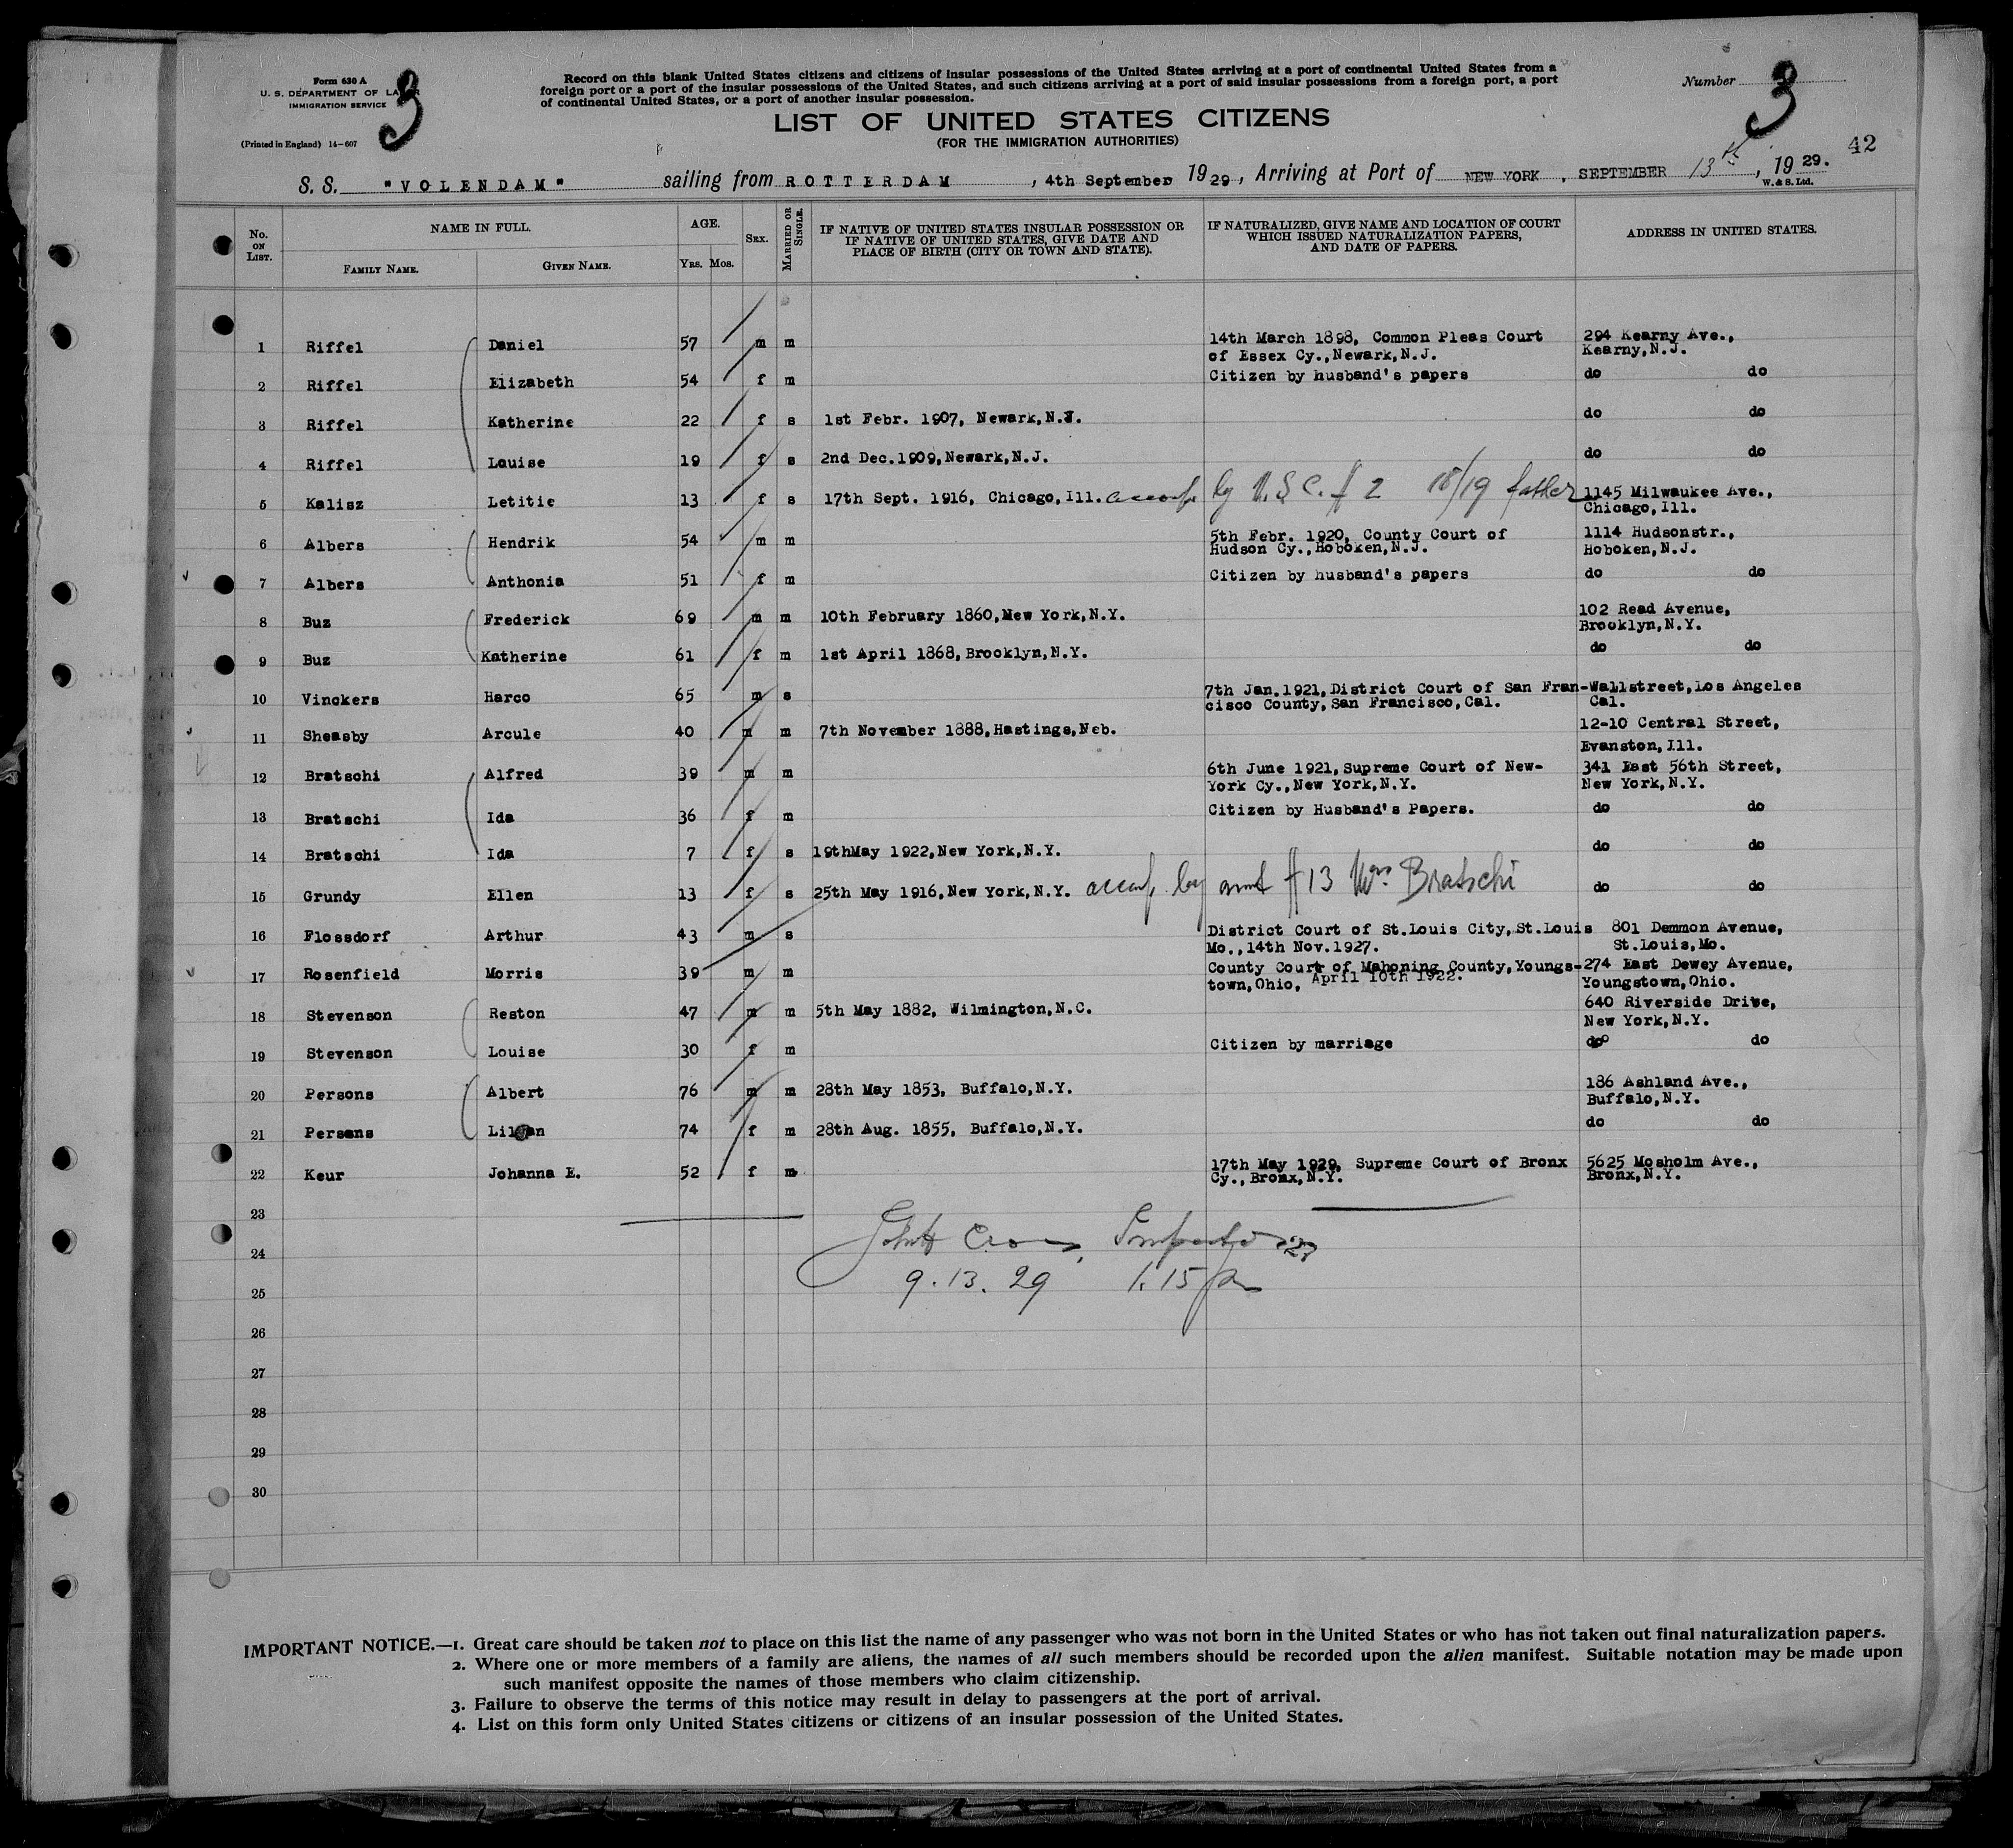 Form 630 A
U. S. DEPARTMENT OF LABOR
IMMIGRATION SERVICE
(Printed in England) 14-607
3
Record on this blank United States citizens and citizens of insular possessions of the United States arriving at a port of continental United States from a
foreign port or a port of the insular possessions of the United States, and such citizens arriving at a port of said insular possessions from a foreign port, a port
of continental United States, or a port of another insular possession.
Number 3
LIST OF UNITED STATES CITIZENS
(FOR THE IMMIGRATION AUTHORITIES)
42
S. S. "VOLENDAM" sailing from ROTTERDAM, 4th September 1929, Arriving at Port of NEW YORK, SEPTEMBER 13th, 1929.
W. & S. Ltd.
No. ON LIST. NAME IN FULL. FAMILY NAME. GIVEN NAME. AGE. YRS. MOS. SEX. MARRIED OR SINGLE. IF NATIVE OF UNITED STATES INSULAR POSSESSION OR IF NATIVE OF UNITED STATES, GIVE DATE AND PLACE OF BIRTH (CITY OR TOWN AND STATE). IF NATURALIZED, GIVE NAME AND LOCATION OF COURT WHICH ISSUED NATURALIZATION PAPERS, AND DATE OF PAPERS. ADDRESS IN UNITED STATES.
1 Riffel Daniel 57 m m 14th March 1898, Common Pleas Court 294 Kearny Ave.,
of Essex Cy., Newark, N.J. Kearny, N.J.
2 Riffel Elizabeth 54 f m Citizen by husband's papers do do
3 Riffel Katherine 22 f s 1st Febr. 1907, Newark, N.J. do do
4 Riffel Louise 19 f s 2nd Dec. 1909, Newark, N.J. do do
5 Kalisz Letitie 13 f s 17th Sept. 1916, Chicago, Ill. by U.S.C. # 2 18/19 father 1145 Milwaukee Ave.,
Chicago, Ill.
6 Albers Hendrik 54 m m 5th Febr. 1920, County Court of 1114 Hudsonstr.,
Hudson Cy., Hoboken, N.J. Hoboken, N.J.
7 Albers Anthonia 51 f m Citizen by husband's papers do do
8 Buz Frederick 69 m m 10th February 1860, New York, N.Y. 102 Read Avenue,
Brooklyn, N.Y.
9 Buz Katherine 61 f m 1st April 1868, Brooklyn, N.Y. do do
10 Vinckers Harco 65 m s 7th Jan. 1921, District Court of San Fran- Wallstreet, Los Angeles
cisco County, San Francisco, Cal. Cal.
11 Sheasby Arcule 40 m m 7th November 1888, Hastings, Neb. 12-10 Central Street,
Evanston, Ill.
12 Bratschi Alfred 39 m m 6th June 1921, Supreme Court of New- 341 East 56th Street,
York Cy., New York, N.Y. New York, N.Y.
13 Bratschi Ida 36 f m Citizen by Husband's Papers. do do
14 Bratschi Ida 7 f s 19th May 1922, New York, N.Y. do do
15 Grundy Ellen 13 f s 25th May 1916, New York, N.Y. by aunt #13 Mrs Bratschi do do
16 Flossdorf Arthur 43 m s District Court of St. Louis City, St. Louis 801 Demmon Avenue,
Mo., 14th Nov. 1927. St. Louis, Mo.
17 Rosenfield Morris 39 m m County Court of Mahoning County, Youngs- 274 East Dewey Avenue,
town, Ohio, April 10th 1922. Youngstown, Ohio.
18 Stevenson Reston 47 m m 5th May 1882, Wilmington, N.C. 640 Riverside Drive,
New York, N.Y.
19 Stevenson Louise 30 f m Citizen by marriage do do
20 Persons Albert 76 m m 28th May 1853, Buffalo, N.Y. 186 Ashland Ave.,
Buffalo, N.Y.
21 Persons 74 f m 28th Aug. 1855, Buffalo, N.Y. do do
22 Keur Johanna E. 52 f m 17th May 1929, Supreme Court of Bronx 5625 Mosholm Ave.,
Cy., Bronx, N.Y. Bronx, N.Y.
23
24
9.13.29 1.15 pm
25
26
27
28
29
30
IMPORTANT NOTICE.—1. Great care should be taken not to place on this list the name of any passenger who was not born in the United States or who has not taken out final naturalization papers.
2. Where one or more members of a family are aliens, the names of all such members should be recorded upon the alien manifest. Suitable notation may be made upon
such manifest opposite the names of those members who claim citizenship.
3. Failure to observe the terms of this notice may result in delay to passengers at the port of arrival.
4. List on this form only United States citizens or citizens of an insular possession of the United States.